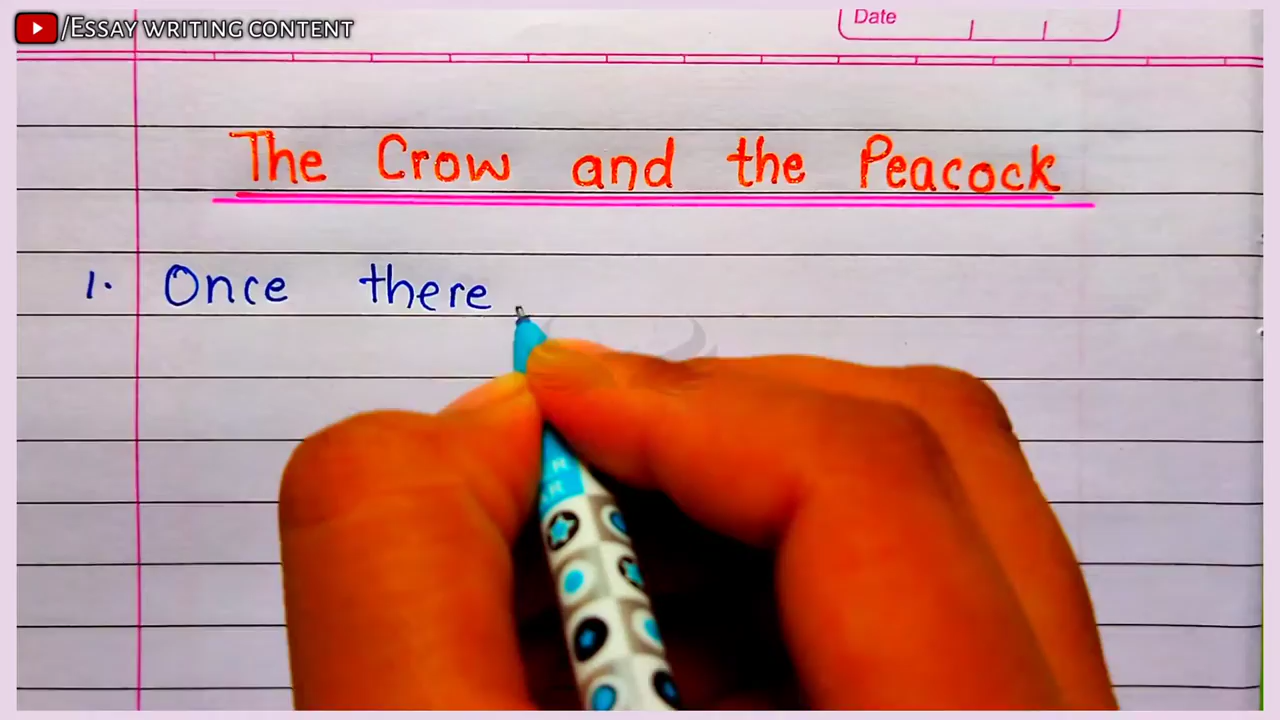 /Essay writing content
Date
The Crow and the Peacock
1. Once there